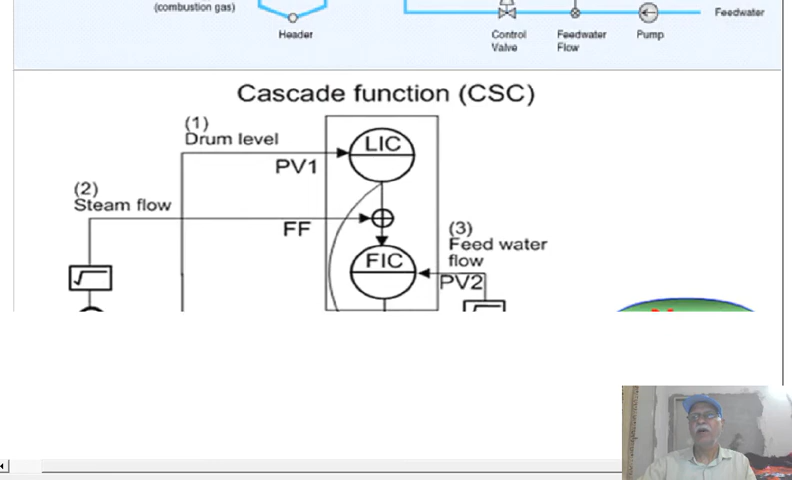 (combustion gas)
Header
Control
Valve
Feedwater
Flow
Pump
Feedwater
Cascade function (CSC)
(1)
Drum level
PV1
LIC
(2)
Steam flow
FF
(3)
Feed water
flow
FIC
PV2